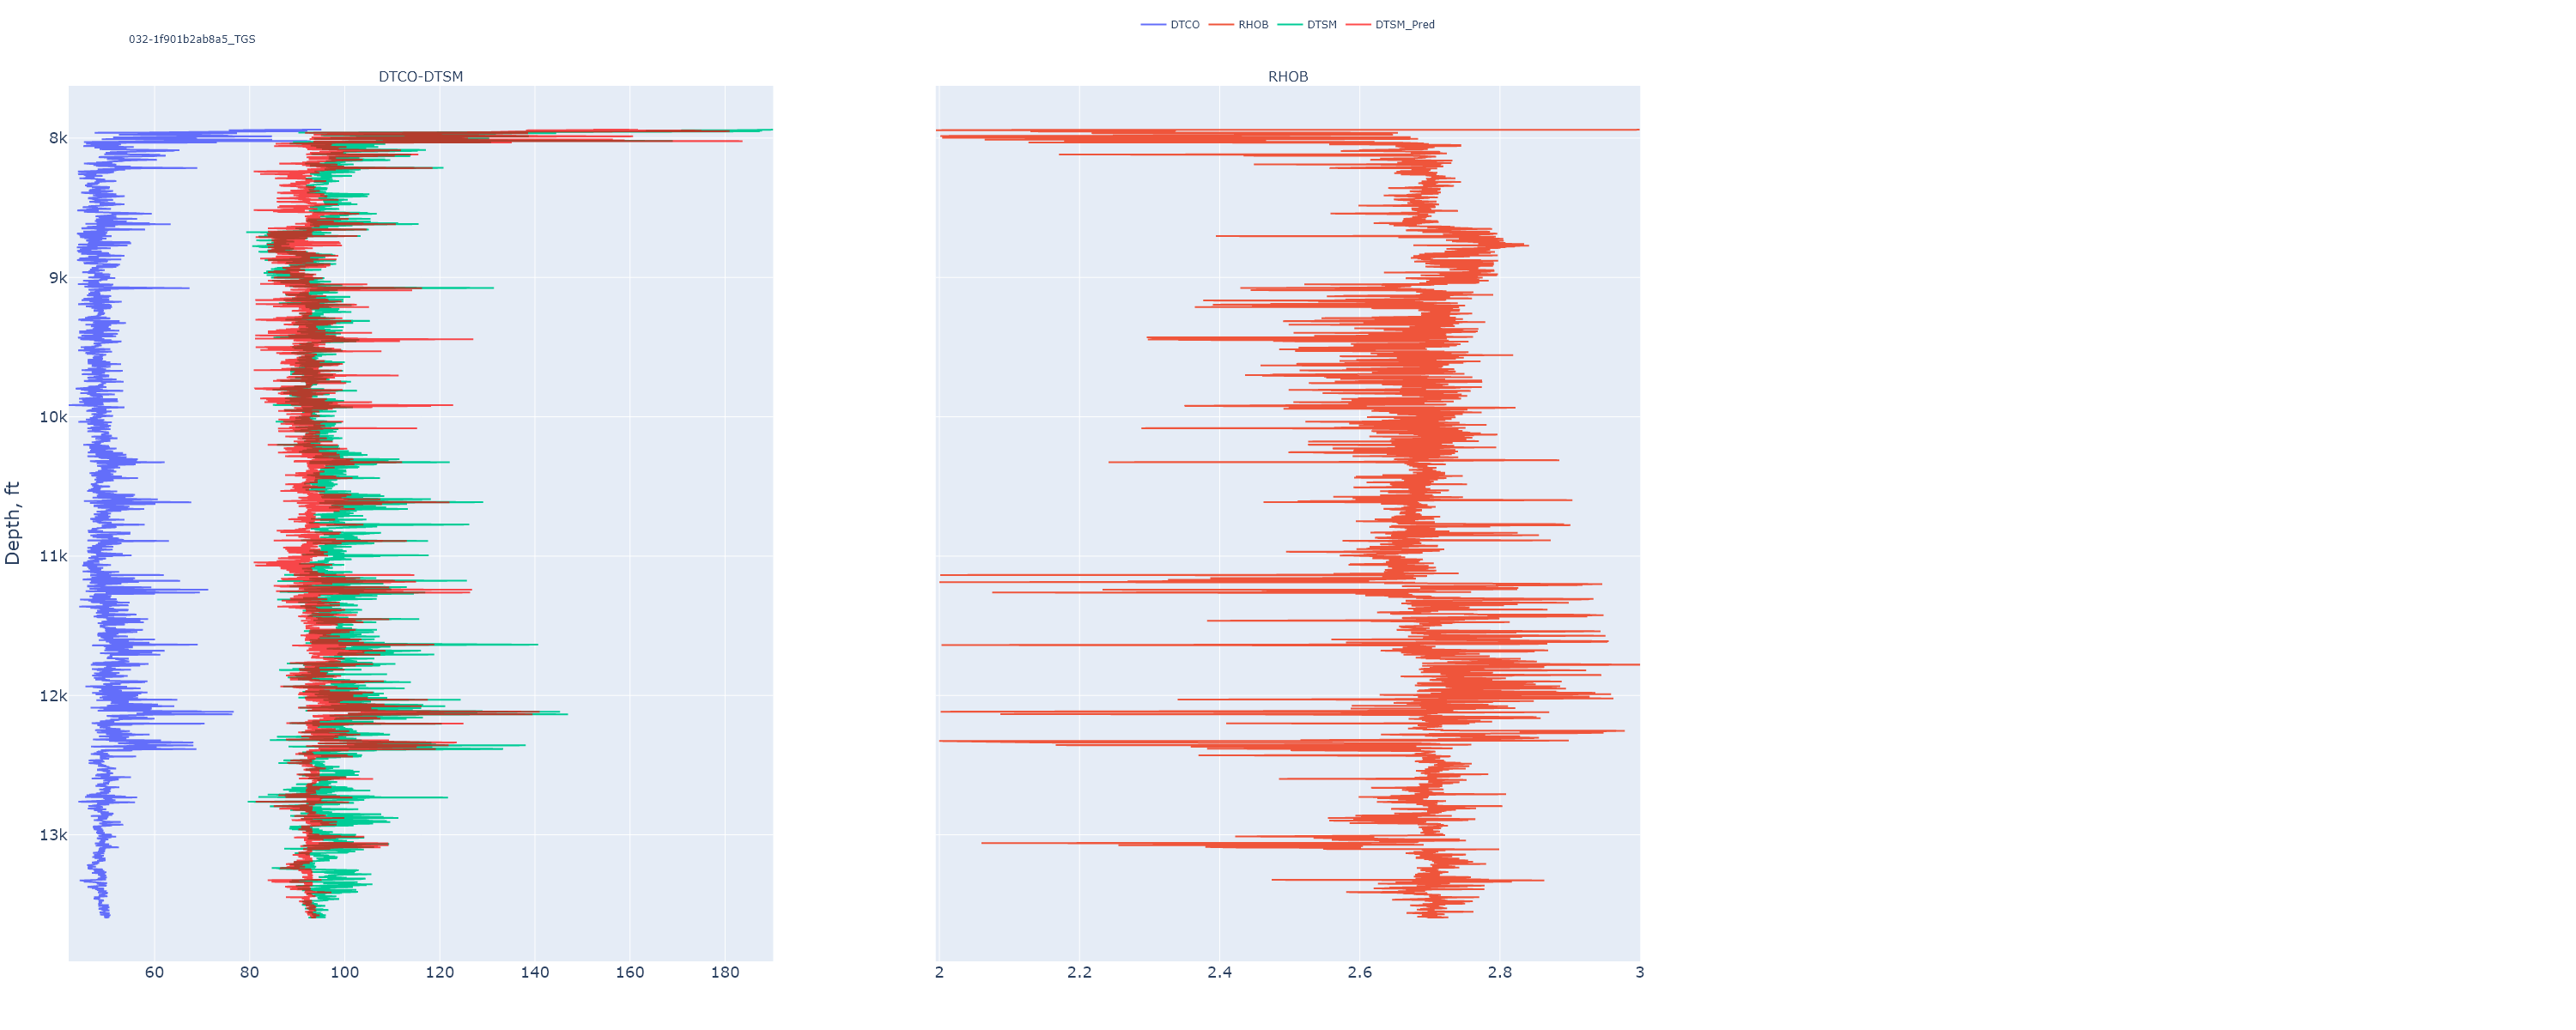 DTCO RHOB DTSM DTSM_Pred
032-1f901b2ab8a5_TGS
DTCO-DTSM RHOB
8k
9k
10k
11k
12k
13k
Depth, ft
60 80 100 120 140 160 180
2 2.2 2.4 2.6 2.8 3